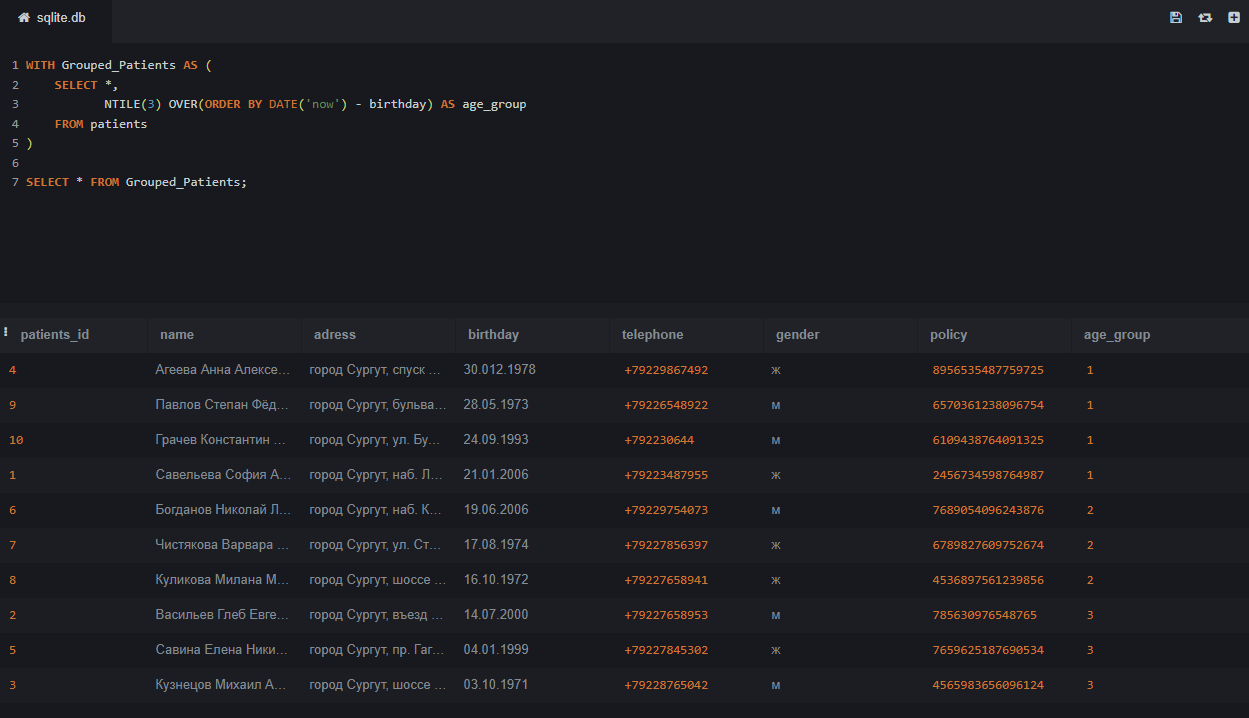 sqlite.db
1 WITH Grouped_Patients AS (
2 SELECT *,
3 NTILE(3) OVER(ORDER BY DATE('now') - birthday) AS age_group
4 FROM patients
5 )
6
7 SELECT * FROM Grouped_Patients;
patients_id name adress birthday telephone gender policy age_group
4 Агеева Анна Алексе... город Сургут, спуск ... 30.012.1978 +79229867492 ж 8956535487759725 1
9 Павлов Степан Фёд... город Сургут, бульва... 28.05.1973 +79226548922 м 6570361238096754 1
10 Грачев Константин ... город Сургут, ул. Бу... 24.09.1993 +792230644 м 6109438764091325 1
1 Савельева София А... город Сургут, наб. Л... 21.01.2006 +79223487955 ж 2456734598764987 1
6 Богданов Николай Л... город Сургут, наб. К... 19.06.2006 +79229754073 м 7689054096243876 2
7 Чистякова Варвара ... город Сургут, ул. Ст... 17.08.1974 +79227856397 ж 6789827609752674 2
8 Куликова Милана М... город Сургут, шоссе ... 16.10.1972 +79227658941 ж 4536897561239856 2
2 Васильев Глеб Евге... город Сургут, въезд ... 14.07.2000 +79227658953 м 785630976548765 3
5 Савина Елена Ники... город Сургут, пр. Гаг... 04.01.1999 +79227845302 ж 7659625187690534 3
3 Кузнецов Михаил А... город Сургут, шоссе ... 03.10.1971 +79228765042 м 4565983656096124 3